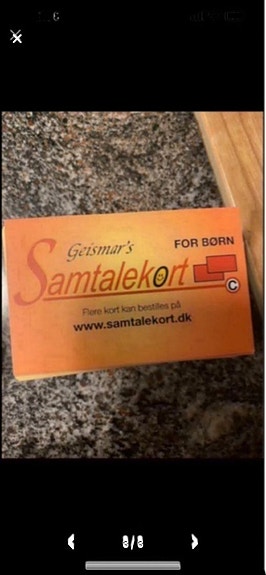 Geismar's
FOR BØRN
Samtalekort
©
Flere kort kan bestilles på
www.samtalekort.dk
8/8